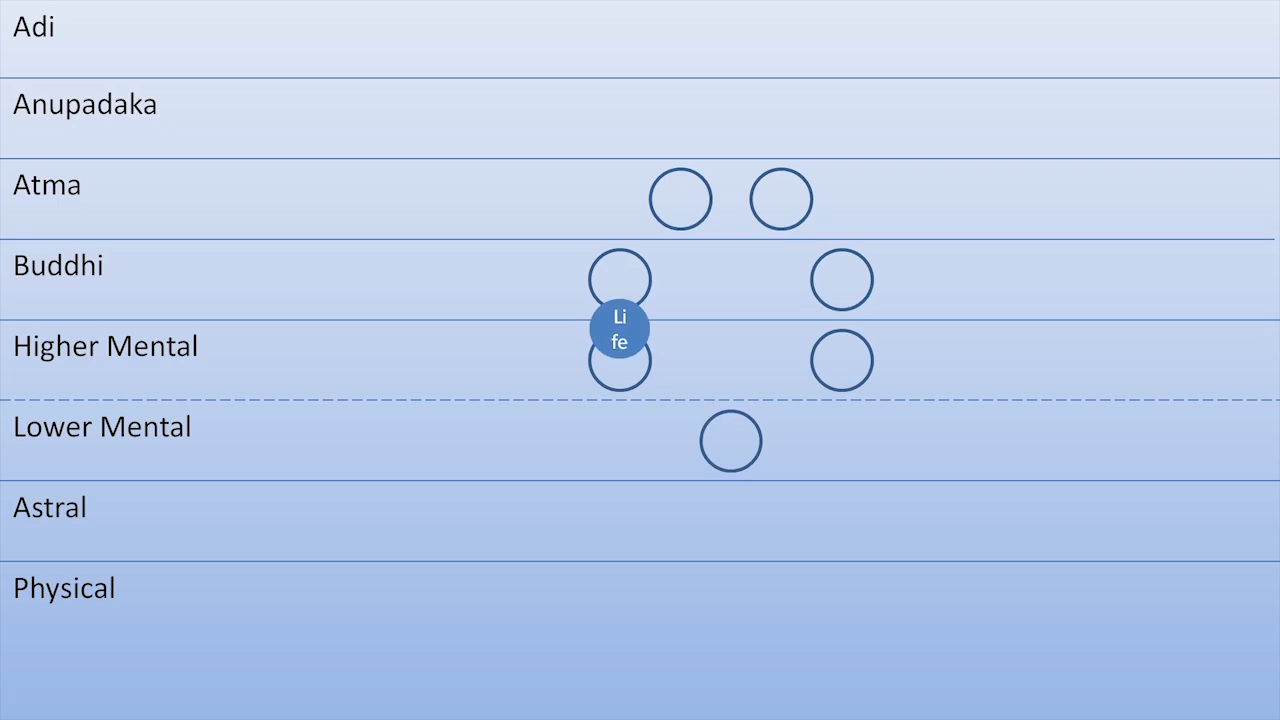 Adi
Anupadaka
Atma
Buddhi
Li
fe
Higher Mental
Lower Mental
Astral
Physical